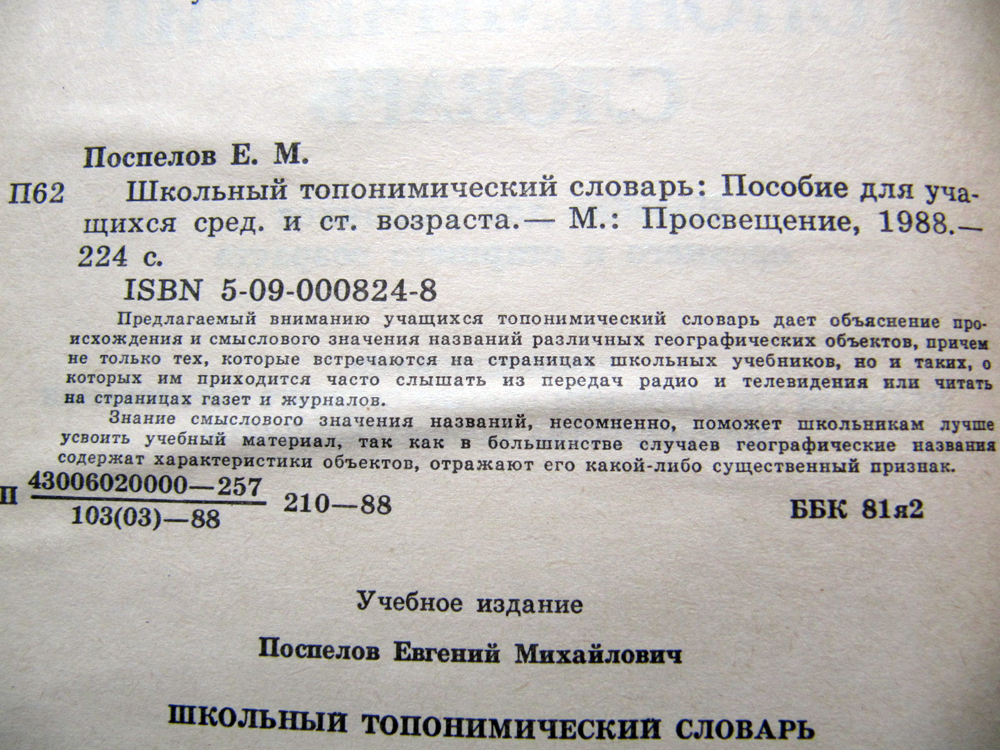 Поспелов Е. М.
П62 Школьный топонимический словарь: Пособие для уча-
щихся сред. и ст. возраста.— М.: Просвещение, 1988.—
224 с.
ISBN 5-09-000824-8
Предлагаемый вниманию учащихся топонимический словарь дает объяснение про-
исхождения и смыслового значения названий различных географических объектов, причем
не только тех, которые встречаются на страницах школьных учебников, но и таких, о
которых им приходится часто слышать из передач радио и телевидения или читать
на страницах газет и журналов.
Знание смыслового значения названий, несомненно, поможет школьникам лучше
усвоить учебный материал, так как в большинстве случаев географические названия
содержат характеристики объектов, отражают его какой-либо существенный признак.
П 43006020000—257 210—88
103(03)—88
ББК 81я2
Учебное издание
Поспелов Евгений Михайлович
ШКОЛЬНЫЙ ТОПОНИМИЧЕСКИЙ СЛОВАРЬ